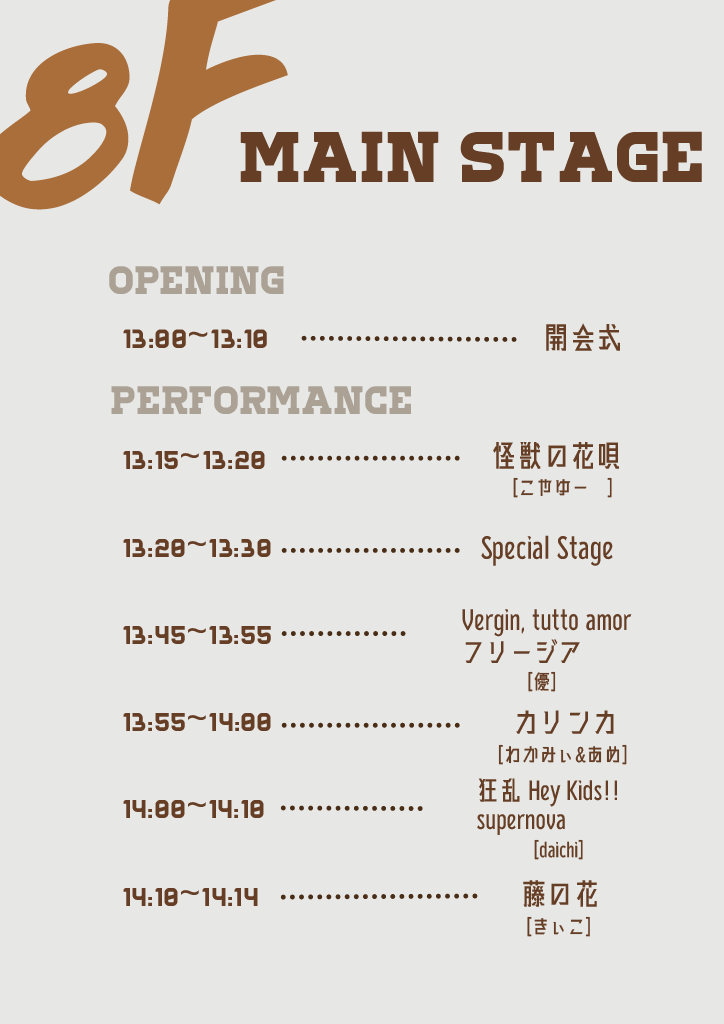 8F
MAIN STAGE
OPENING
13:00~13:10 ........................ 開会式
PERFORMANCE
13:15~13:20 .................... 怪獣の花唄
[こやゆー ]
13:20~13:30 .................... Special Stage
13:45~13:55 .............. Vergin, tutto amor
フリージア
[優]
13:55~14:00 .................... カリンカ
[わかみぃ&あめ]
14:00~14:10 ................ 狂乱 Hey Kids!!
supernova
[daichi]
14:10~14:14 ...................... 藤の花
[きぃこ]